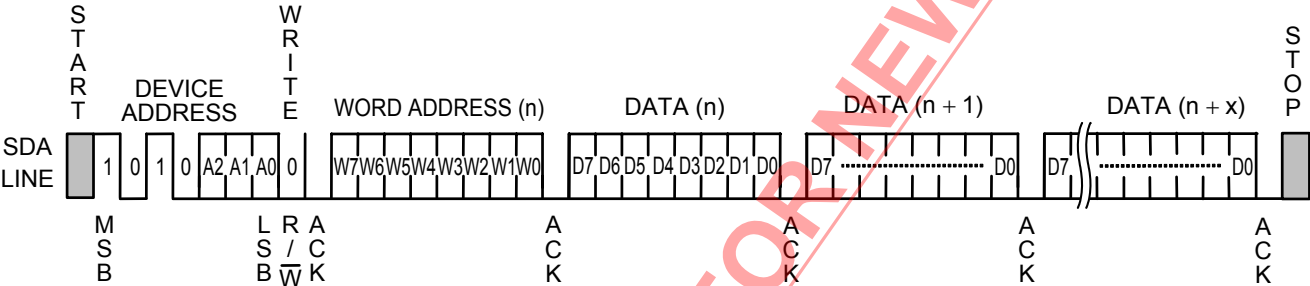 START
WRITE
STOP
DEVICE
ADDRESS
WORD ADDRESS (n)
DATA (n)
DATA (n + 1)
DATA (n + x)
SDA
LINE
1 0 1 0 A2 A1 A0 0 W7 W6 W5 W4 W3 W2 W1 W0 D7 D6 D5 D4 D3 D2 D1 D0 D7 D0 D7 D0
MSB
LSB
R/W
ACK
ACK
ACK
ACK
ACK
FOR NEW